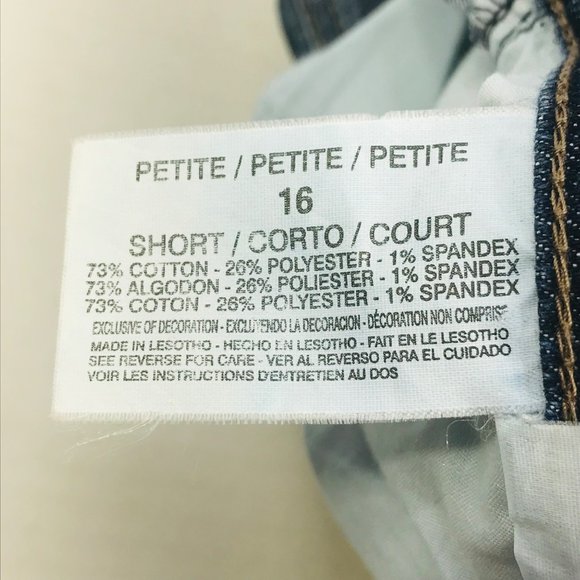 PETITE / PETITE / PETITE
16
SHORT / CORTO / COURT
73% COTTON - 26% POLYESTER - 1% SPANDEX
73% ALGODON - 26% POLIESTER - 1% SPANDEX
73% COTON - 26% POLYESTER - 1% SPANDEX
EXCLUSIVE OF DECORATION - EXCLUYENDO LA DECORACION - DÉCORATION NON COMPRISE
MADE IN LESOTHO - HECHO EN LESOTHO - FAIT EN LE LESOTHO
SEE REVERSE FOR CARE - VER AL REVERSO PARA EL CUIDADO
VOIR LES INSTRUCTIONS D'ENTRETIEN AU DOS